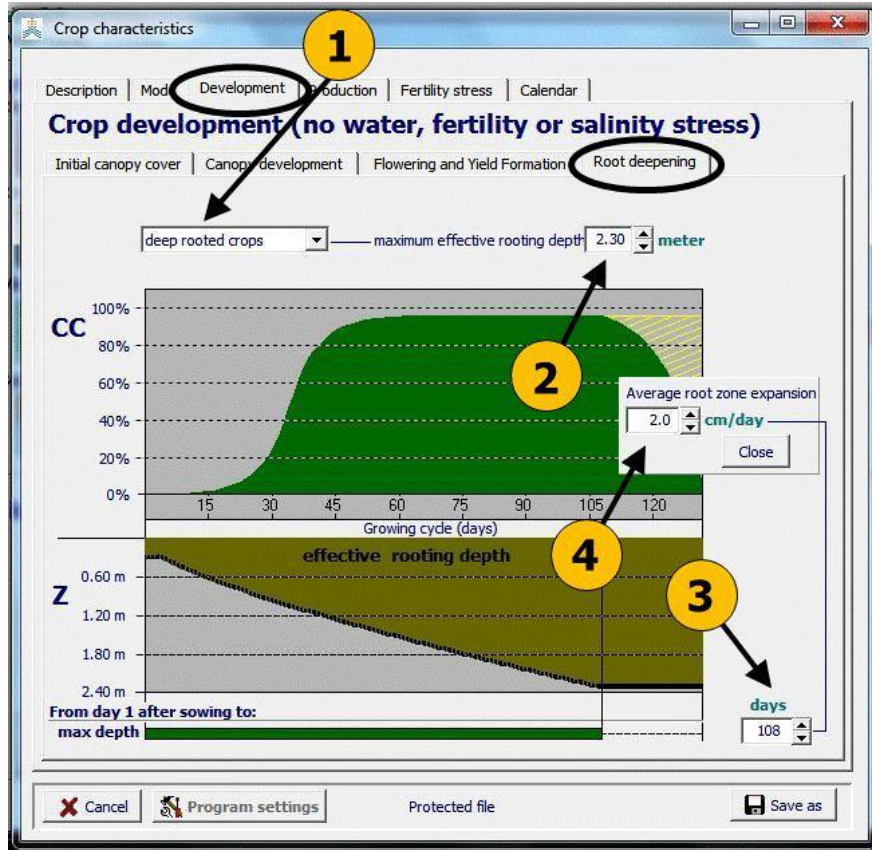 Crop characteristics
1
Description Mod Development oduction Fertility stress Calendar
Crop development (no water, fertility or salinity stress)
Initial canopy cover Canopy development Flowering and Yield Formation Root deepening
deep rooted crops maximum effective rooting depth 2.30 meter
CC
100%
80%
60%
40%
20%
0%
2
Average root zone expansion
2.0 cm/day
Close
15 30 45 60 75 90 105 120
Growing cycle (days)
effective rooting depth
4
3
Z
0.60 m
1.20 m
1.80 m
2.40 m
From day 1 after sowing to:
max depth
days
108
Cancel Program settings Protected file Save as